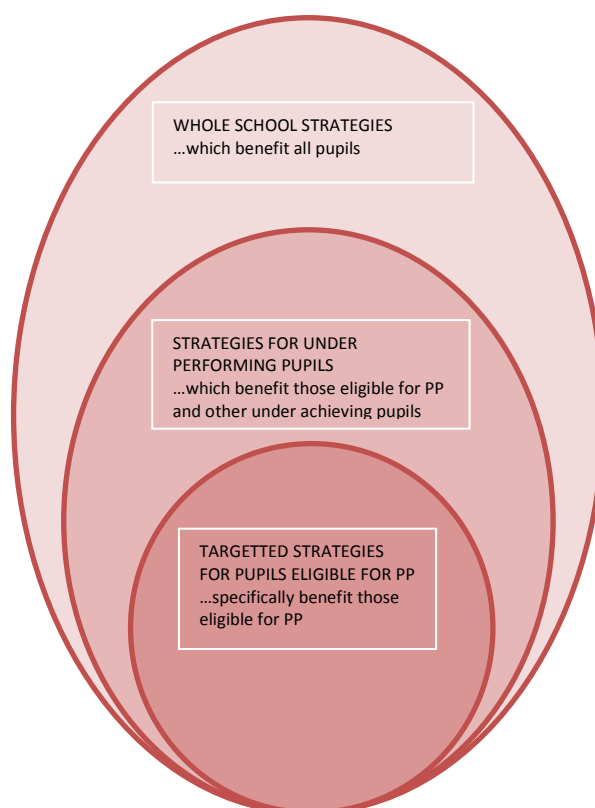 WHOLE SCHOOL STRATEGIES
…which benefit all pupils
STRATEGIES FOR UNDER
PERFORMING PUPILS
…which benefit those eligible for PP
and other under achieving pupils
TARGETTED STRATEGIES
FOR PUPILS ELIGIBLE FOR PP
…specifically benefit those
eligible for PP